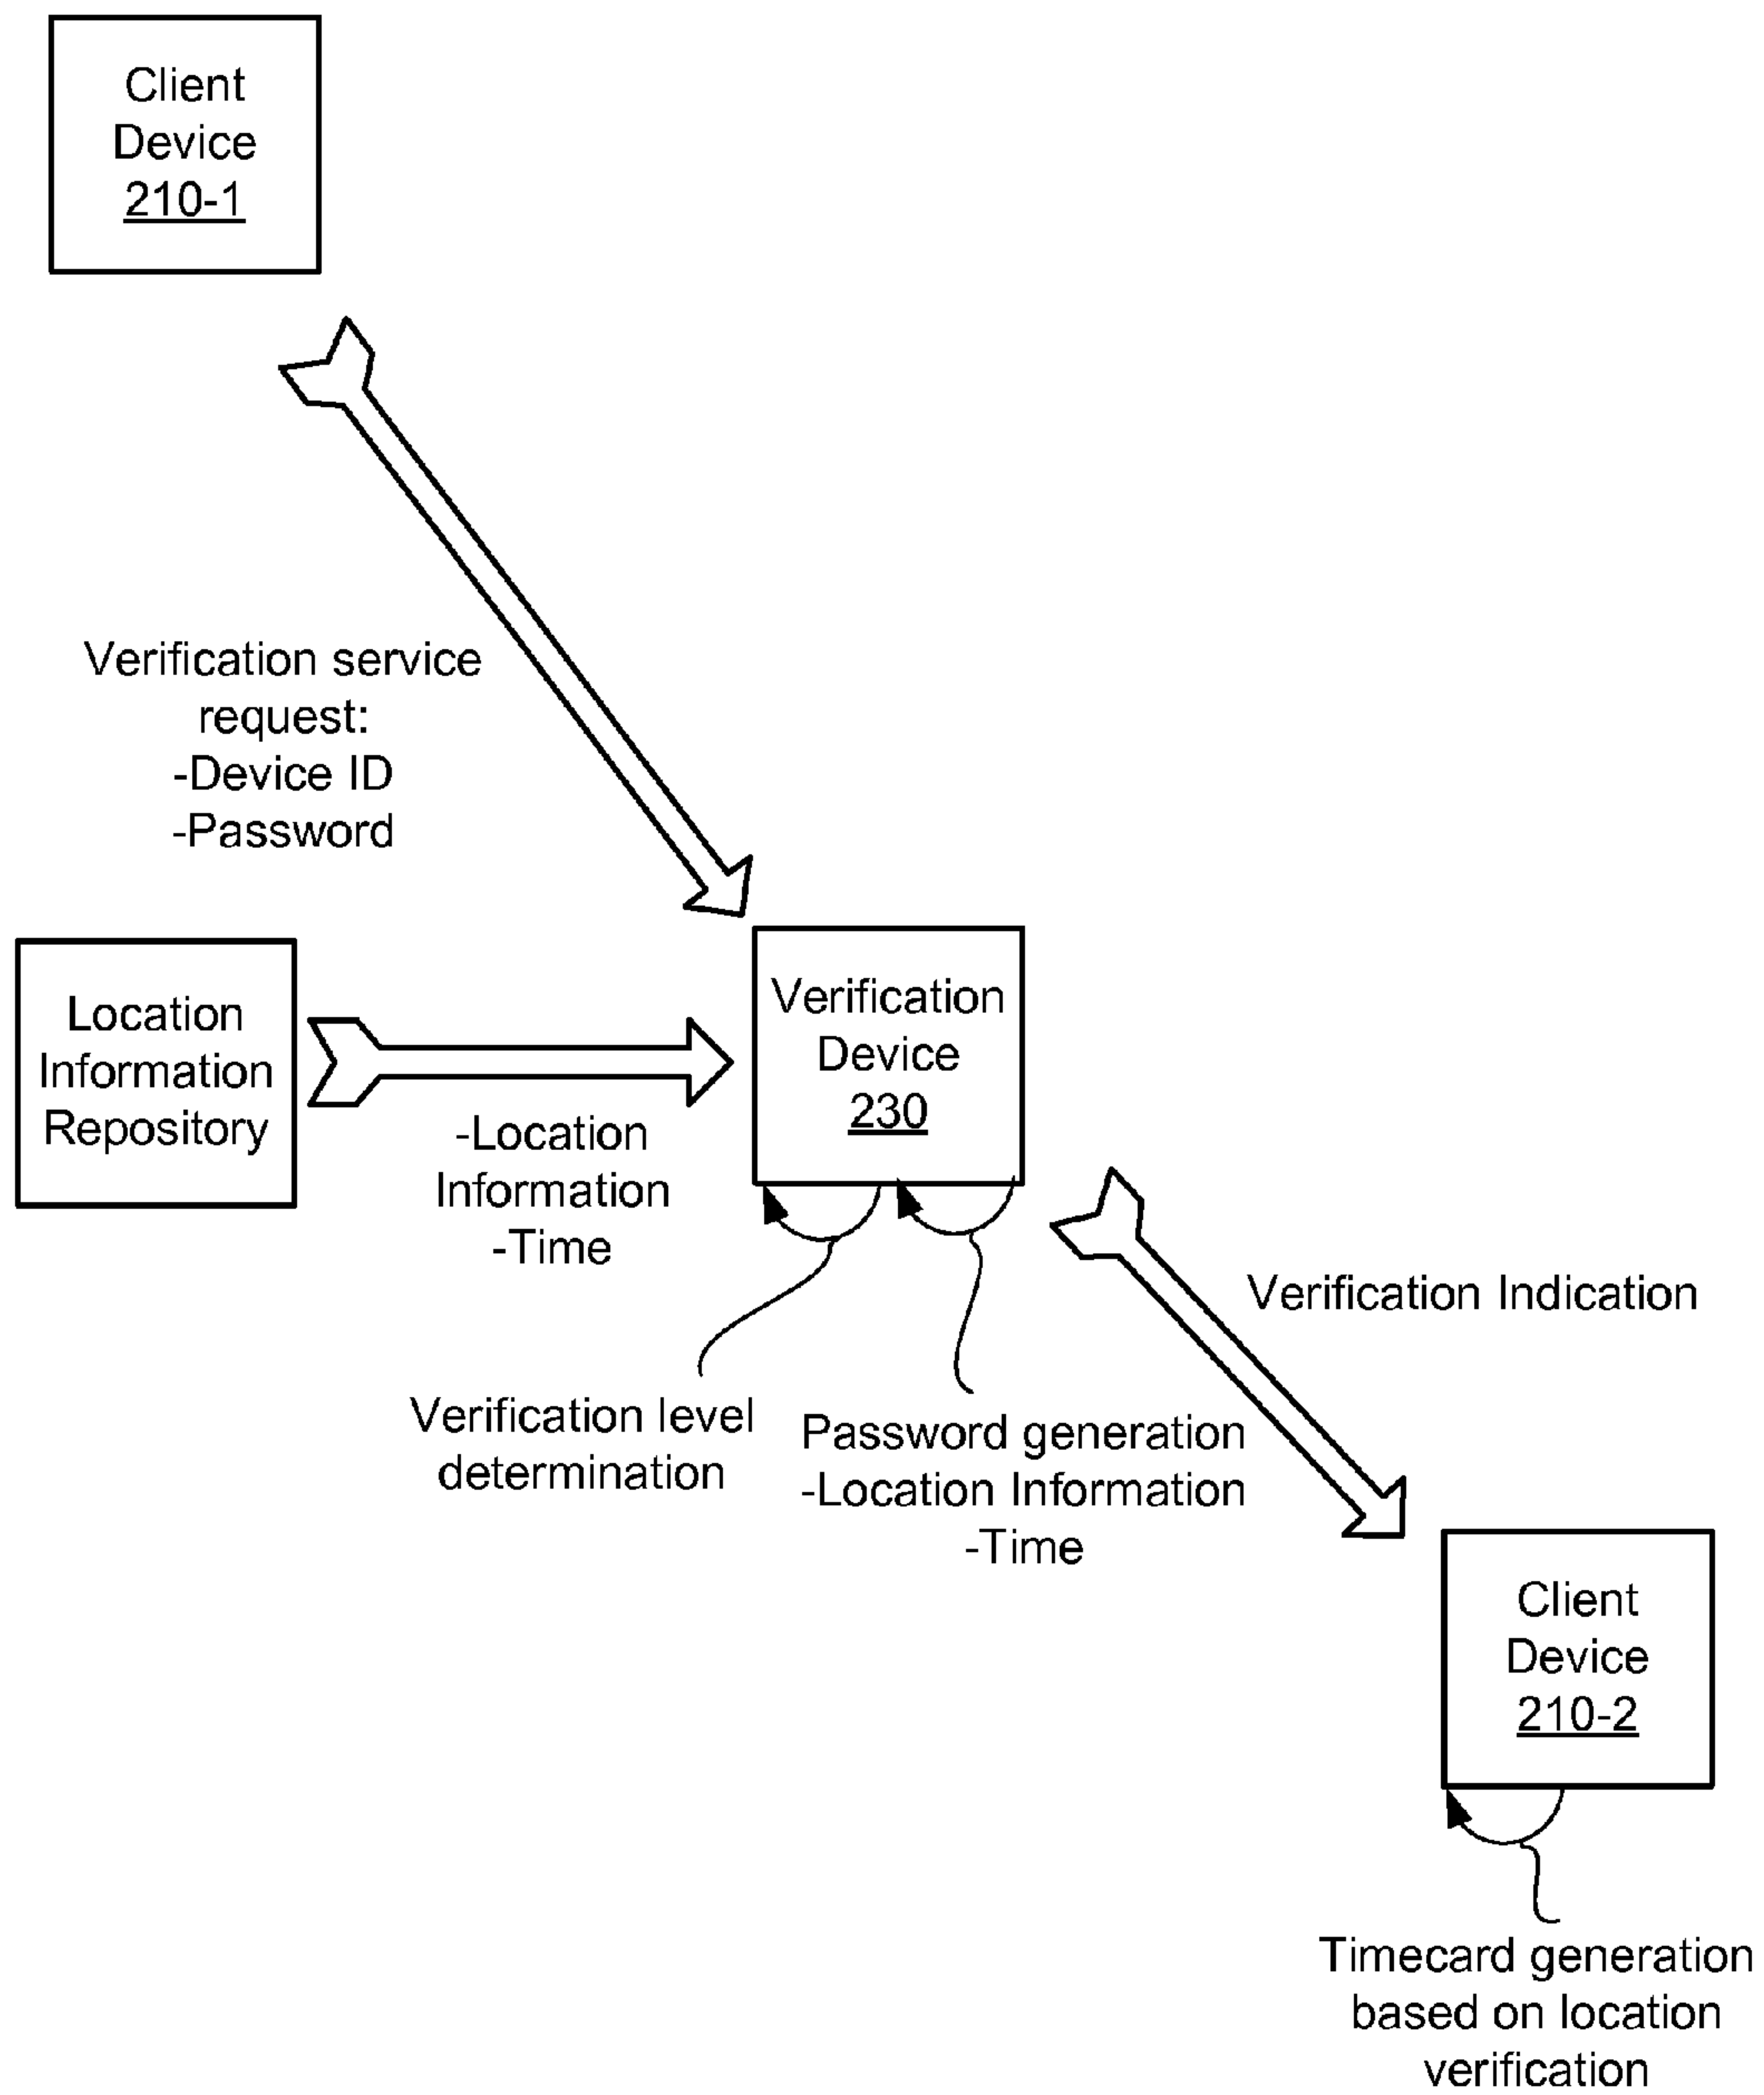 Client
Device
210-1
Verification service
request:
-Device ID
-Password
Location
Information
Repository
-Location
Information
-Time
Verification
Device
230
Verification Indication
Verification level
determination
Password generation
-Location Information
-Time
Client
Device
210-2
Timecard generation
based on location
verification